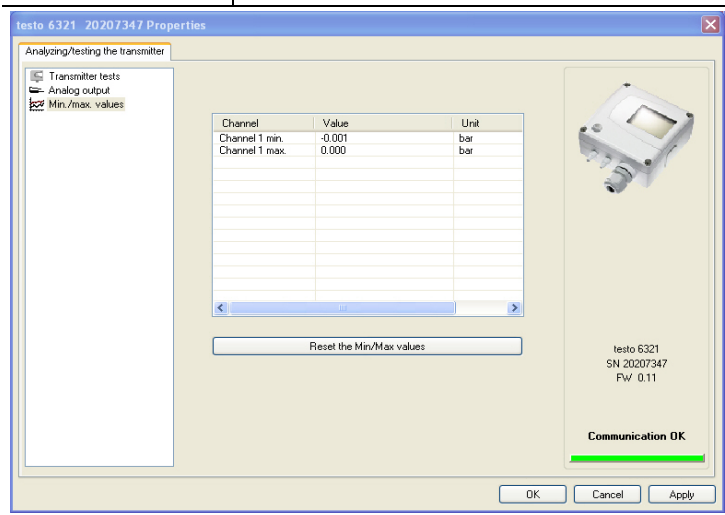 testo 6321 20207347 Properties
Analyzing/testing the transmitter
Transmitter tests
Analog output
Min./max. values
Channel Value Unit
Channel 1 min. -0.001 bar
Channel 1 max. 0.000 bar
Reset the Min/Max values
testo 6321
SN 20207347
FW 0.11
Communication OK
OK Cancel Apply